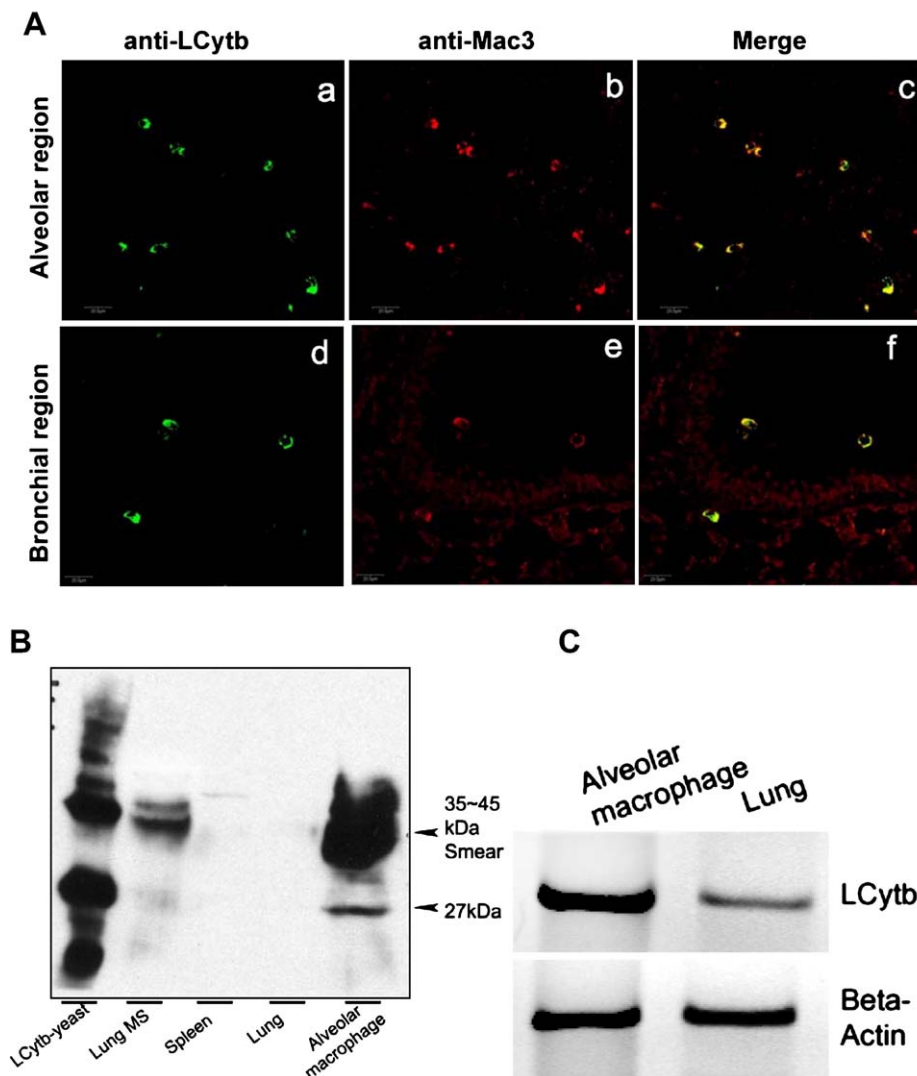 A
anti-LCytb
anti-Mac3
Merge
Alveolar region
a
b
c
Bronchial region
d
e
f
B
35~45
kDa
Smear
27kDa
LCytb-yeast
Lung MS
Spleen
Lung
Alveolar
macrophage
C
Alveolar
macrophage
Lung
LCytb
Beta-
Actin